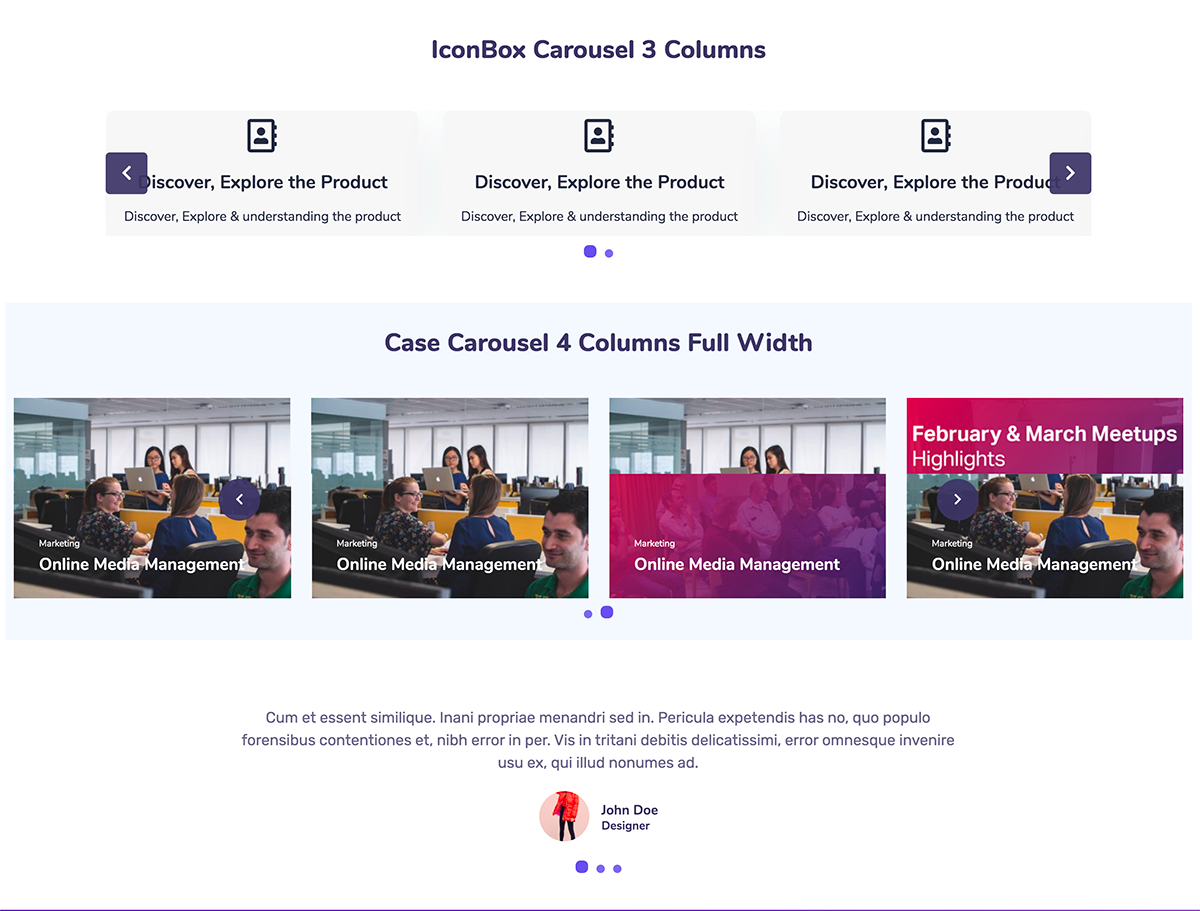 IconBox Carousel 3 Columns
Discover, Explore the Product
Discover, Explore & understanding the product
Discover, Explore the Product
Discover, Explore & understanding the product
Discover, Explore the Product
Discover, Explore & understanding the product
Case Carousel 4 Columns Full Width
Marketing
Online Media Management
Marketing
Online Media Management
Marketing
Online Media Management
February & March Meetups
Highlights
Marketing
Online Media Management
Cum et essent similique. Inani propriae menandri sed in. Pericula expetendis has no, quo populo
forensibus contentiones et, nibh error in per. Vis in tritani debitis delicatissimi, error omnesque invenire
usu ex, qui illud nonumes ad.
John Doe
Designer